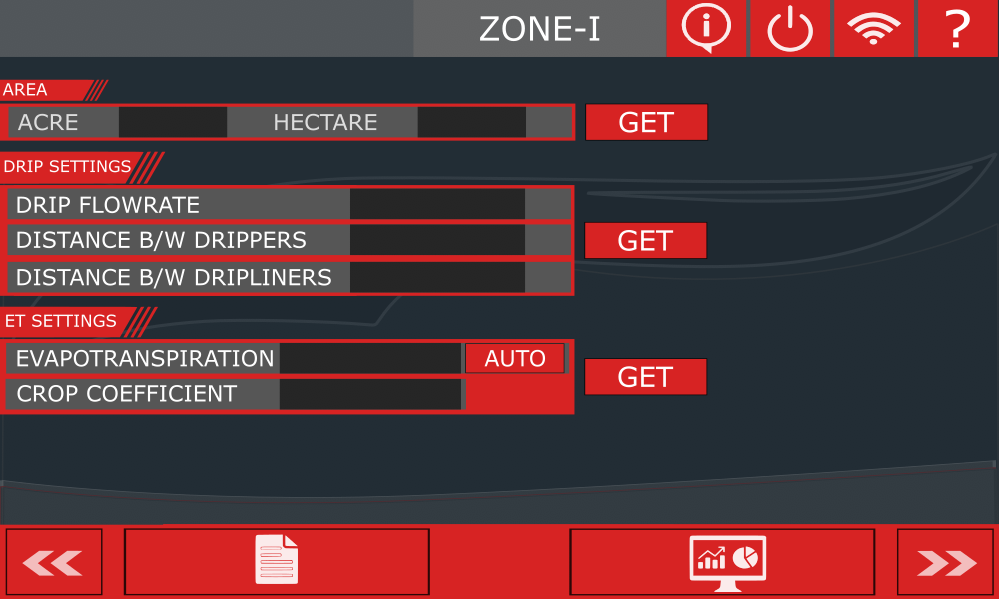 ZONE-I
i
?
AREA
ACRE HECTARE GET
DRIP SETTINGS
DRIP FLOWRATE
DISTANCE B/W DRIPPERS GET
DISTANCE B/W DRIPLINERS
ET SETTINGS
EVAPOTRANSPIRATION AUTO
GET
CROP COEFFICIENT